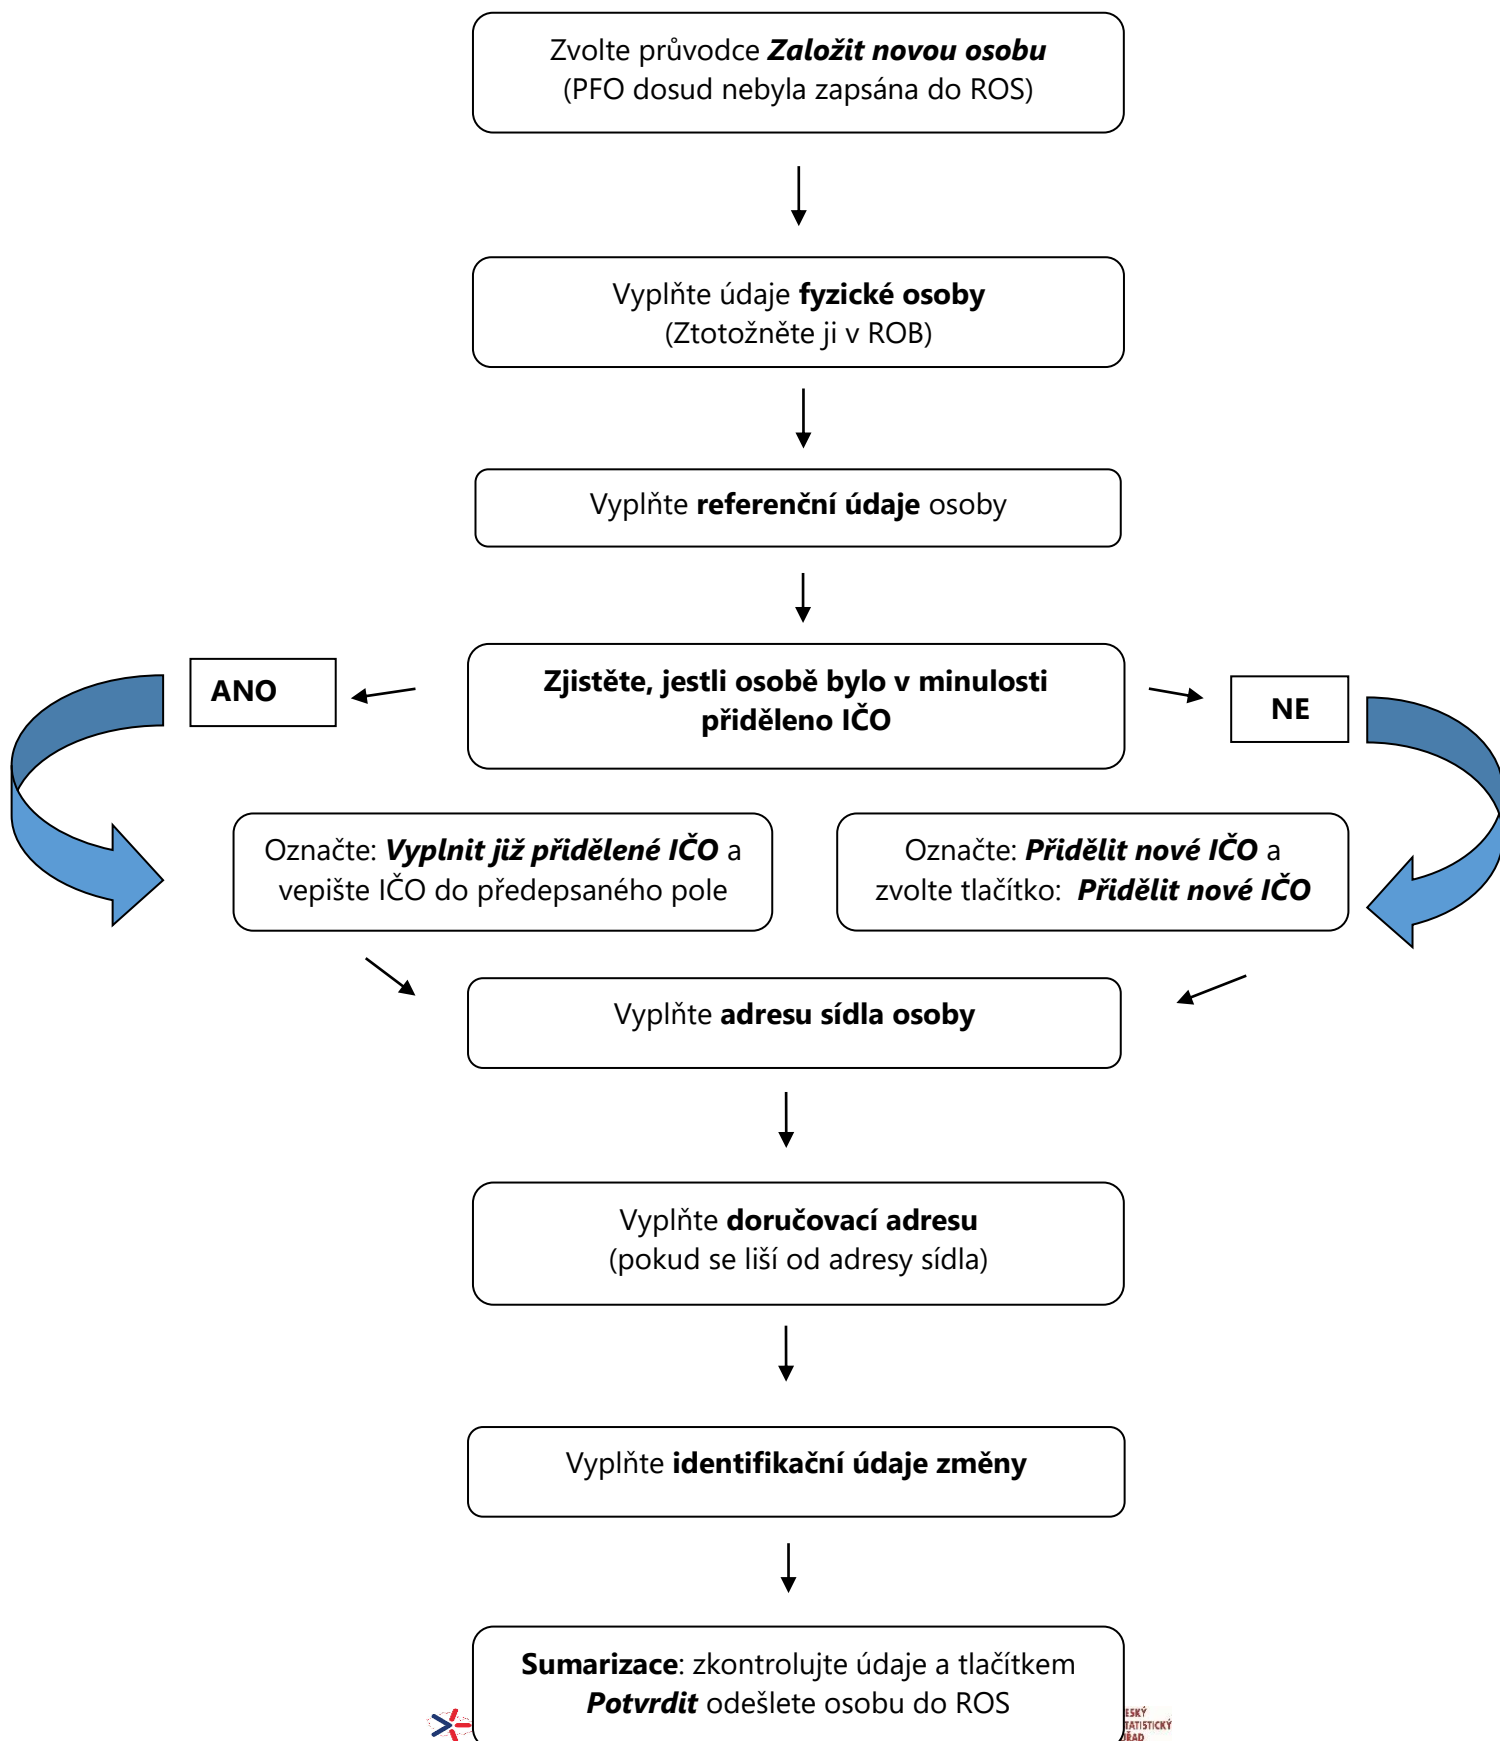 Zvolte průvodce Založit novou osobu
(PFO dosud nebyla zapsána do ROS)
Vyplňte údaje fyzické osoby
(Ztotožněte ji v ROB)
Vyplňte referenční údaje osoby
Zjistěte, jestli osobě bylo v minulosti
přiděleno IČO
ANO
NE
Označte: Vyplnit již přidělené IČO a
vepište IČO do předepsaného pole
Označte: Přidělit nové IČO a
zvolte tlačítko: Přidělit nové IČO
Vyplňte adresu sídla osoby
Vyplňte doručovací adresu
(pokud se liší od adresy sídla)
Vyplňte identifikační údaje změny
Sumarizace: zkontrolujte údaje a tlačítkem
Potvrdit odešlete osobu do ROS